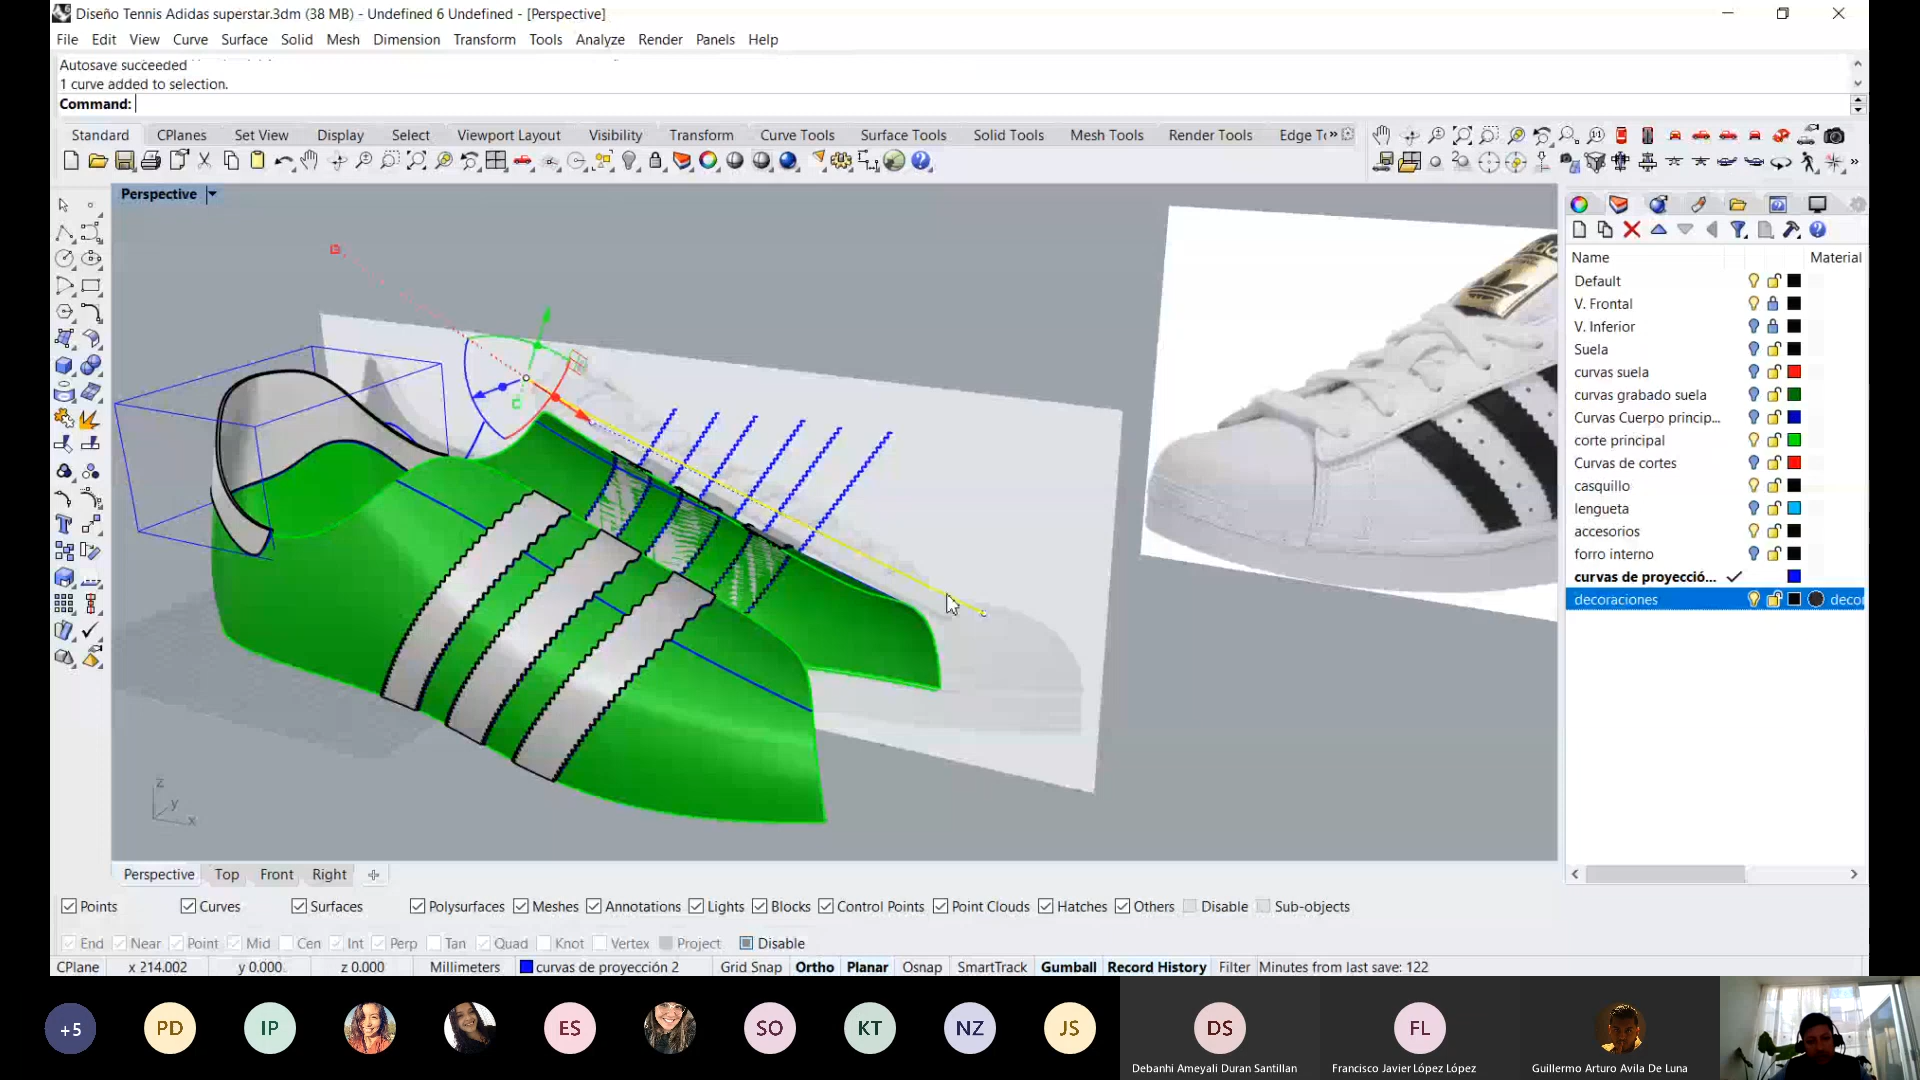 Diseño Tennis Adidas superstar.3dm (38 MB) - Undefined 6 Undefined - [Perspective]
File Edit View Curve Surface Solid Mesh Dimension Transform Tools Analyze Render Panels Help
Autosave succeeded
1 curve added to selection.
Command:
Standard CPlanes Set View Display Select Viewport Layout Visibility Transform Curve Tools Surface Tools Solid Tools Mesh Tools Render Tools Edge To
Perspective
Name Material
Default
V. Frontal
V. Inferior
Suela
curvas suela
curvas grabado suela
Curvas Cuerpo princip...
corte principal
Curvas de cortes
casquillo
lengueta
accesorios
forro interno
curvas de proyecció...
decoraciones deco
z
y
x
Perspective Top Front Right
Points Curves Surfaces Polysurfaces Meshes Annotations Lights Blocks Control Points Point Clouds Hatches Others Disable Sub-objects
End Near Point Mid Cen Int Perp Tan Quad Knot Vertex Project Disable
CPlane x 214.002 y 0.000 z 0.000 Millimeters curvas de proyección 2 Grid Snap Ortho Planar Osnap SmartTrack Gumball Record History Filter Minutes from last save: 122
+5 PD IP ES SO KT NZ JS DS FL
Debanhi Ameyali Duran Santillan Francisco Javier López López Guillermo Arturo Avila De Luna